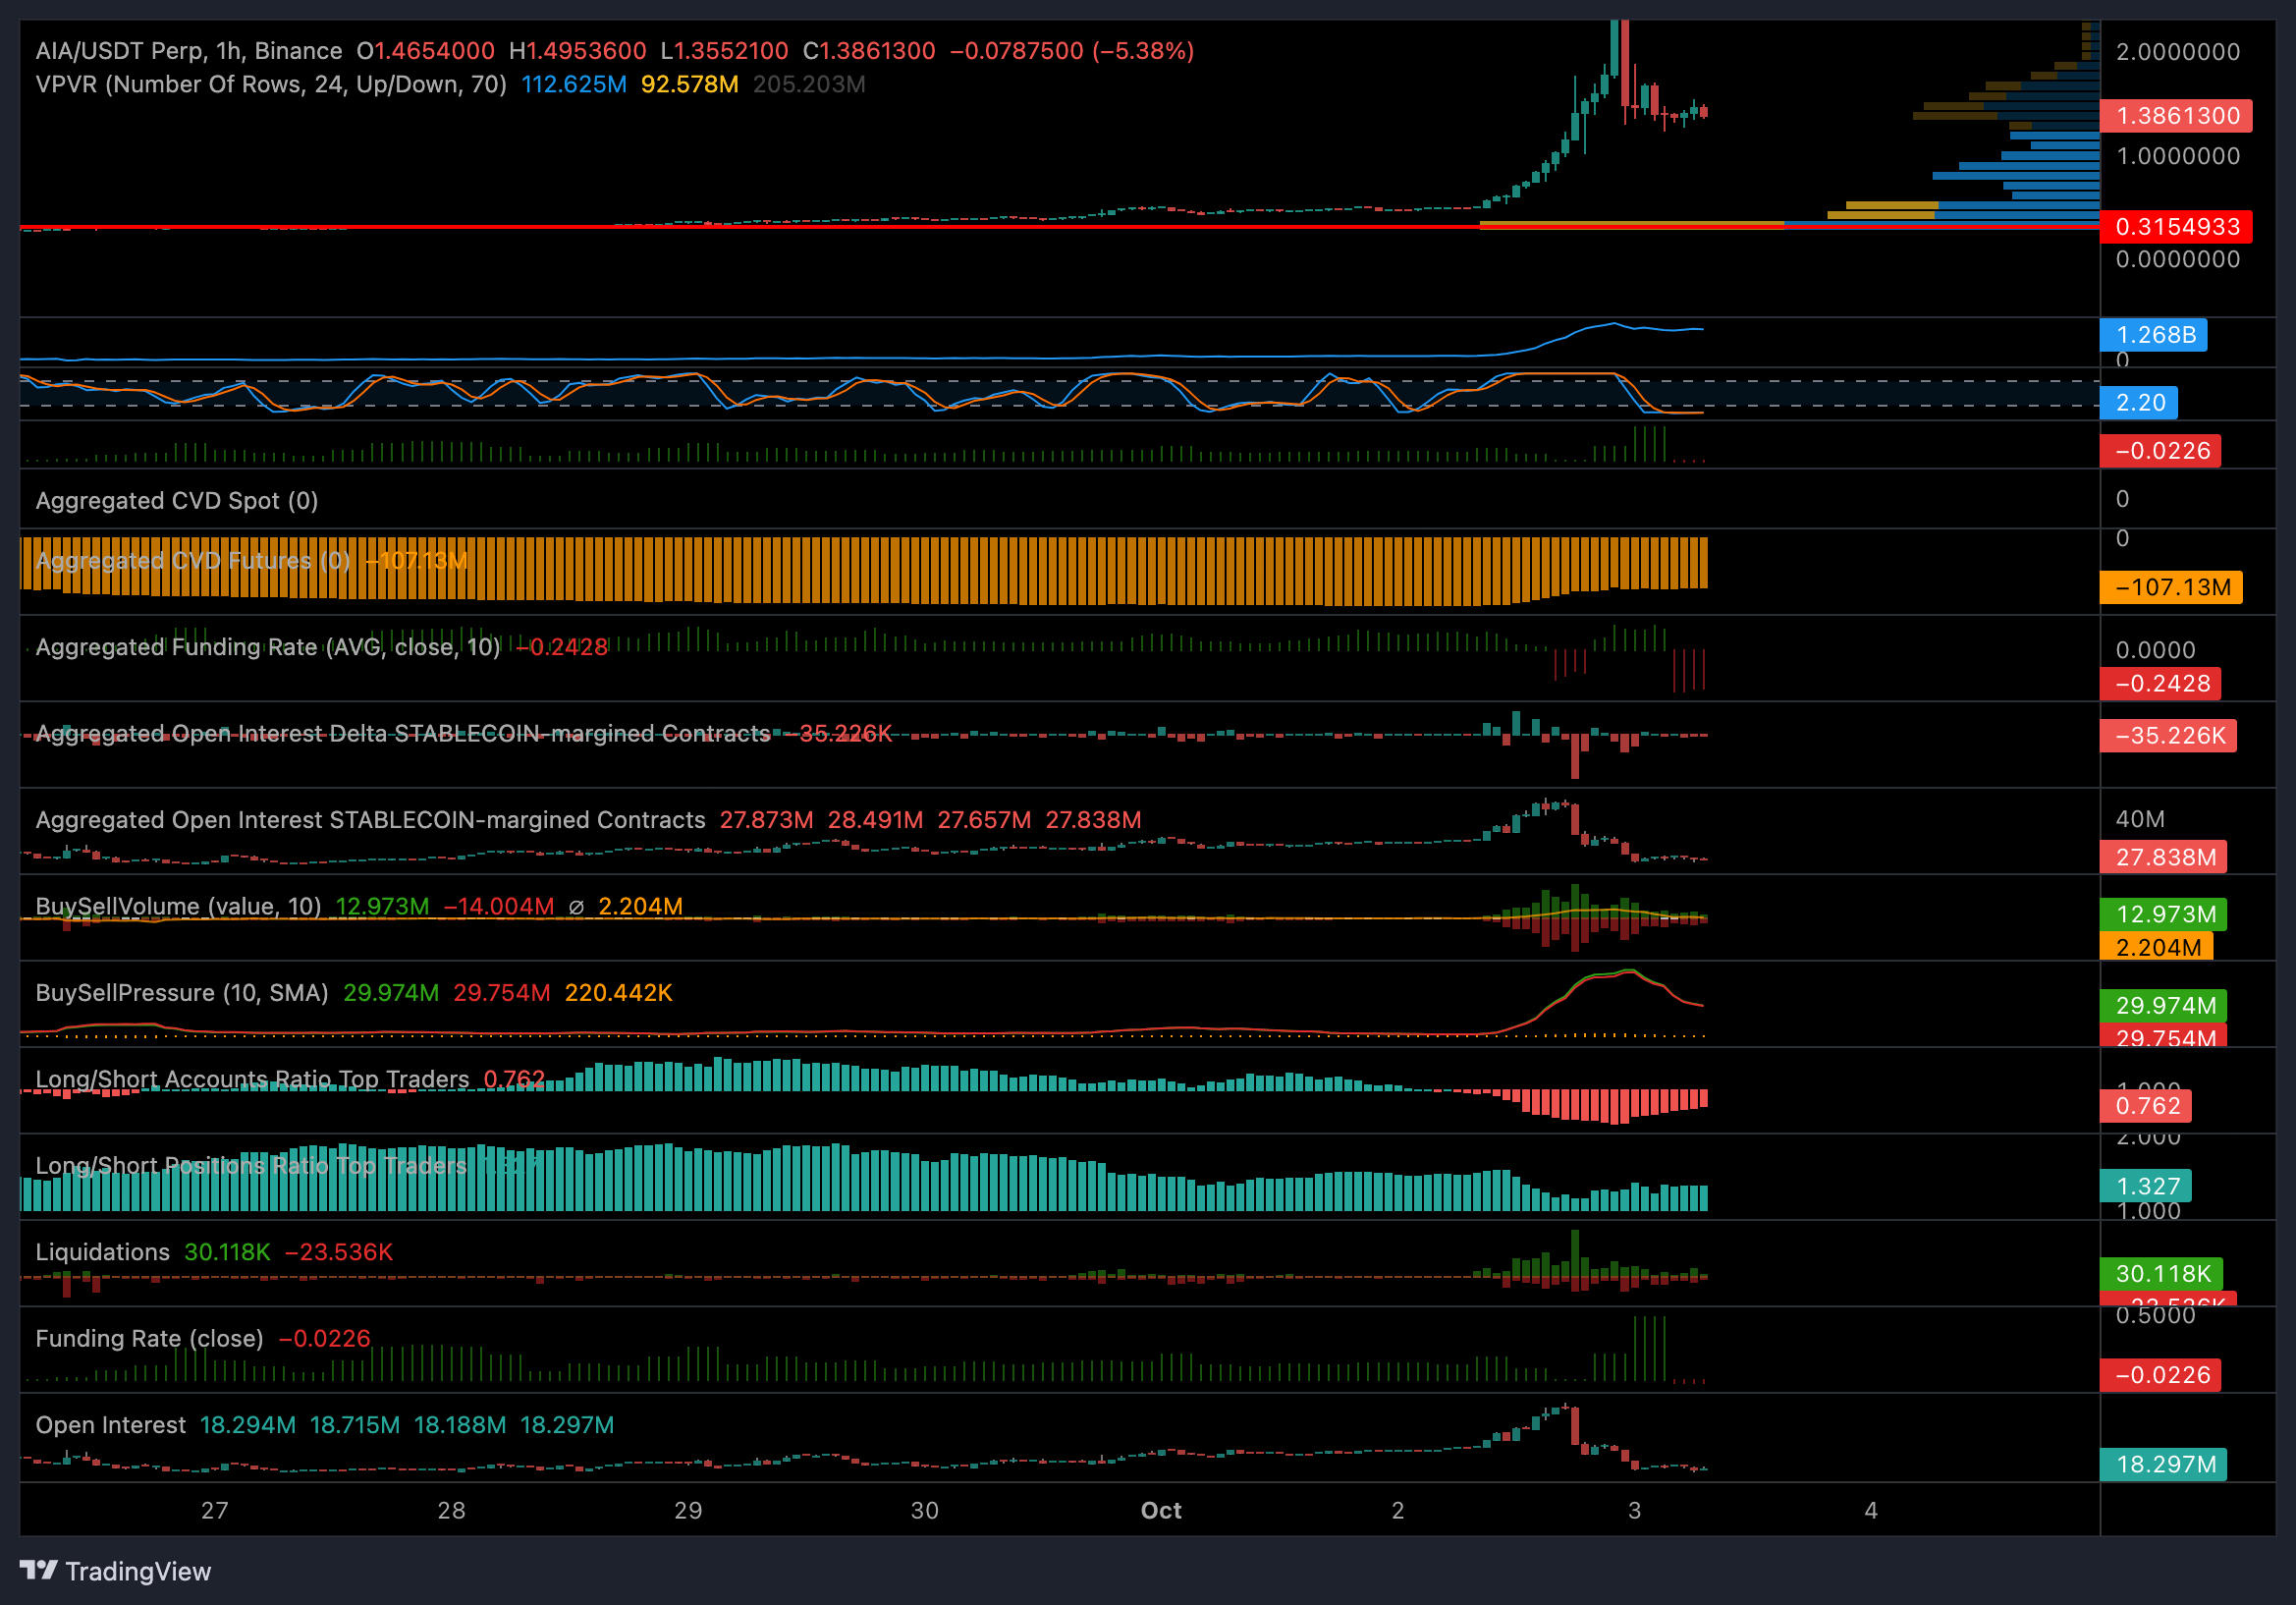 AIA/USDT Perp, 1h, Binance O1.4654000 H1.4953600 L1.3552100 C1.3861300 −0.0787500 (−5.38%)
VPVR (Number Of Rows, 24, Up/Down, 70) 112.625M 92.578M 205.203M
2.0000000
1.3861300
1.0000000
0.3154933
0.0000000
1.268B
0
2.20
−0.0226
Aggregated CVD Spot (0)
0
Aggregated CVD Futures (0) −107.13M
0
−107.13M
Aggregated Funding Rate (AVG, close, 10) −0.2428
0.0000
−0.2428
Aggregated Open Interest Delta STABLECOIN-margined Contracts −35.226K
−35.226K
Aggregated Open Interest STABLECOIN-margined Contracts 27.873M 28.491M 27.657M 27.838M
40M
27.838M
BuySellVolume (value, 10) 12.973M −14.004M ∅ 2.204M
12.973M
2.204M
BuySellPressure (10, SMA) 29.974M 29.754M 220.442K
29.974M
29.754M
Long/Short Accounts Ratio Top Traders 0.762
1.000
0.762
Long/Short Positions Ratio Top Traders
2.000
1.327
1.000
Liquidations 30.118K −23.536K
30.118K
−23.536K
Funding Rate (close) −0.0226
0.5000
−0.0226
Open Interest 18.294M 18.715M 18.188M 18.297M
18.297M
27 28 29 30 Oct 2 3 4
TradingView